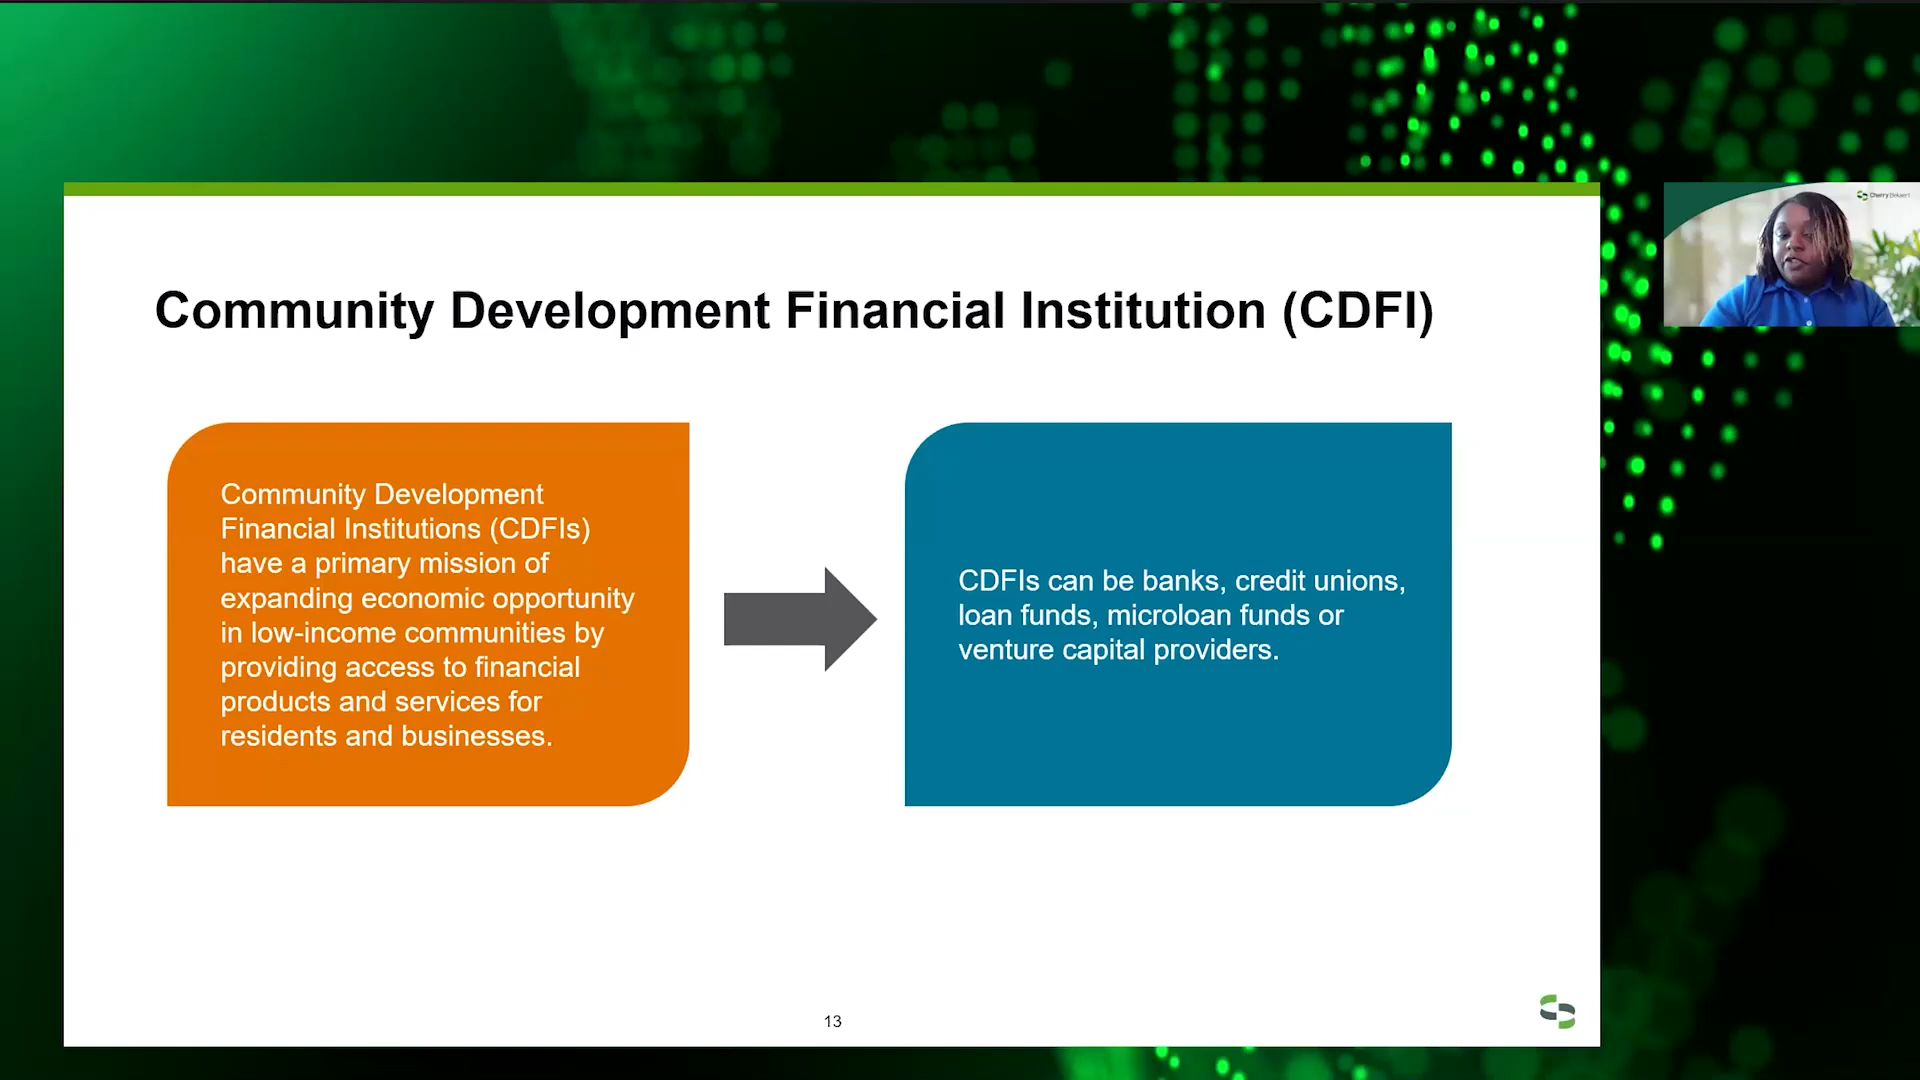 Cherry Bekaert
Community Development Financial Institution (CDFI)
Community Development
Financial Institutions (CDFIs)
have a primary mission of
expanding economic opportunity
in low-income communities by
providing access to financial
products and services for
residents and businesses.
CDFIs can be banks, credit unions,
loan funds, microloan funds or
venture capital providers.
13